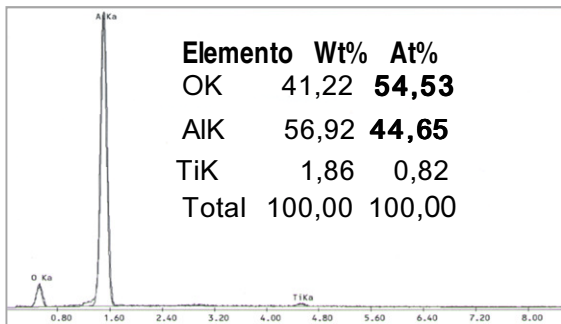 AlKa
Elemento Wt% At%
OK 41,22 54,53
AlK 56,92 44,65
TiK 1,86 0,82
Total 100,00 100,00
O Ka
TiKa
0.80 1.60 2.40 3.20 4.00 4.80 5.60 6.40 7.20 8.00